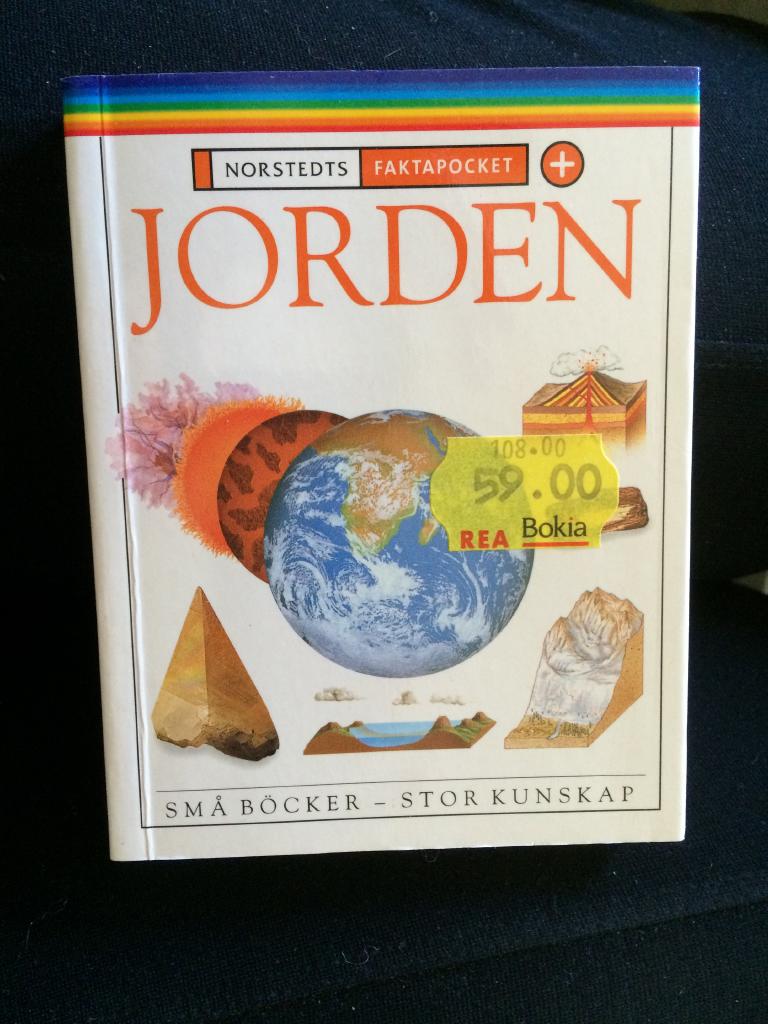 NORSTEDTS FAKTAPOCKET +
JORDEN
108.00
59.00
REA Bokia
SMÅ BÖCKER – STOR KUNSKAP